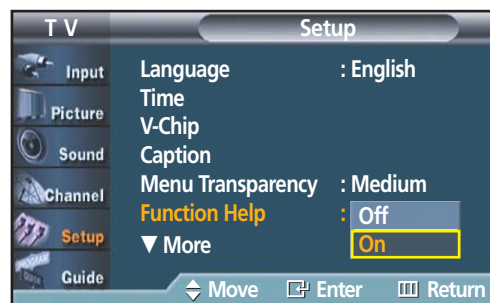 T V
Setup
Input
Picture
Sound
Channel
Setup
Guide
Language : English
Time
V-Chip
Caption
Menu Transparency : Medium
Function Help : Off
On
▼ More
Move Enter Return